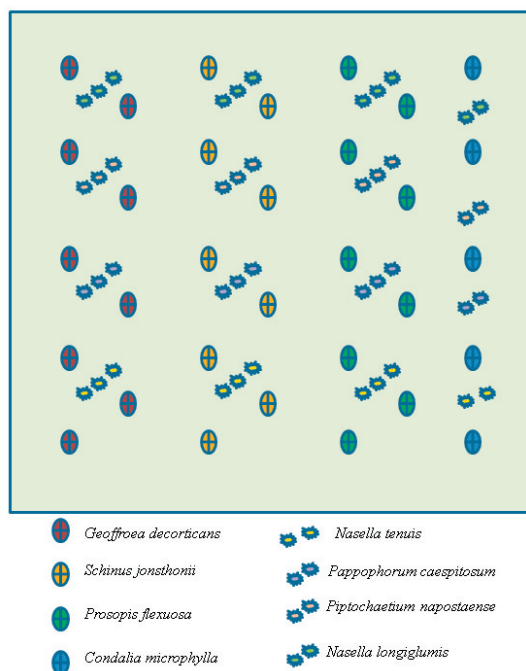 Geoffroea decorticans
Schinus jonsthonii
Prosopis flexuosa
Condalia microphylla
Nasella tenuis
Pappophorum caespitosum
Piptochaetium napostaense
Nasella longiglumis